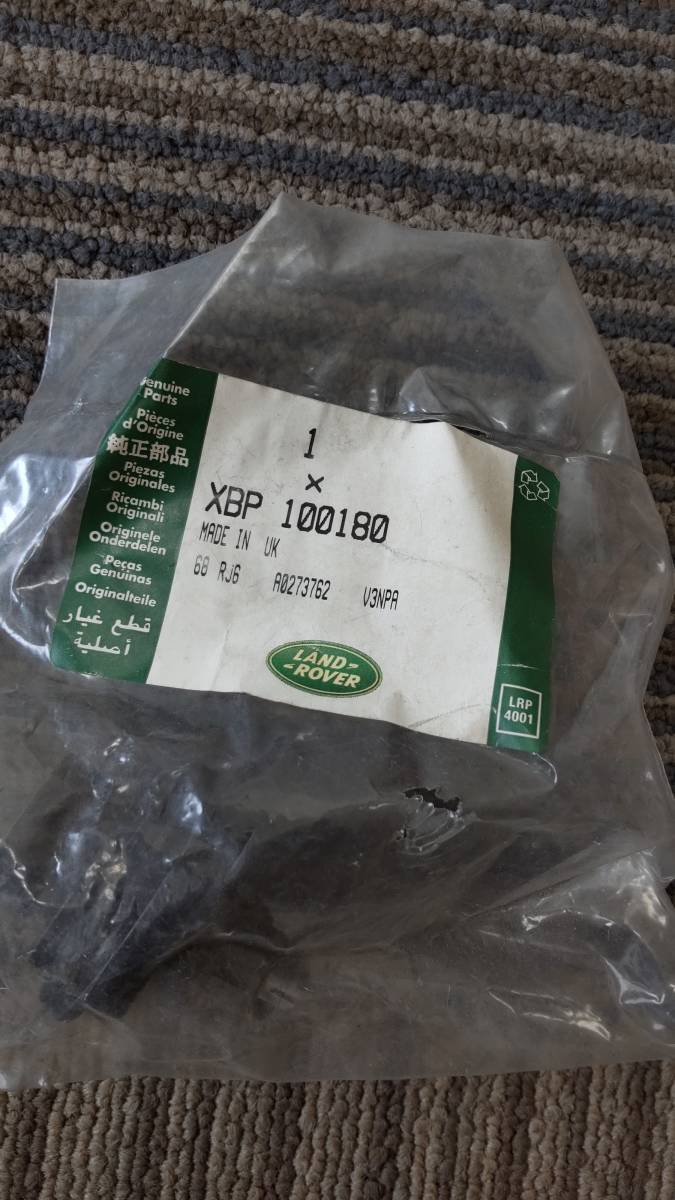 Genuine
Parts
Pièces
d'Origine
純正部品
Piezas
Originales
Ricambi
Originali
Originele
Onderdelen
Peças
Genuinas
Originalteile
قطع غيار
أصلية
1
×
XBP 100180
MADE IN UK
68 RJ6 A0273762 V3NPA
LAND-
-ROVER
LRP
4001